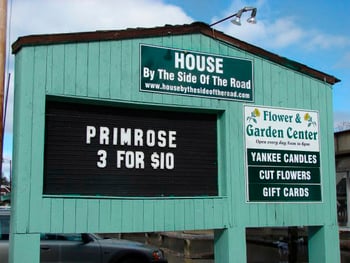 HOUSE
By The Side Of The Road
www.housebythesideoftheroad.com
PRIMROSE
3 FOR $10
Flower &
Garden Center
Open every day 8am to 6pm
YANKEE CANDLES
CUT FLOWERS
GIFT CARDS